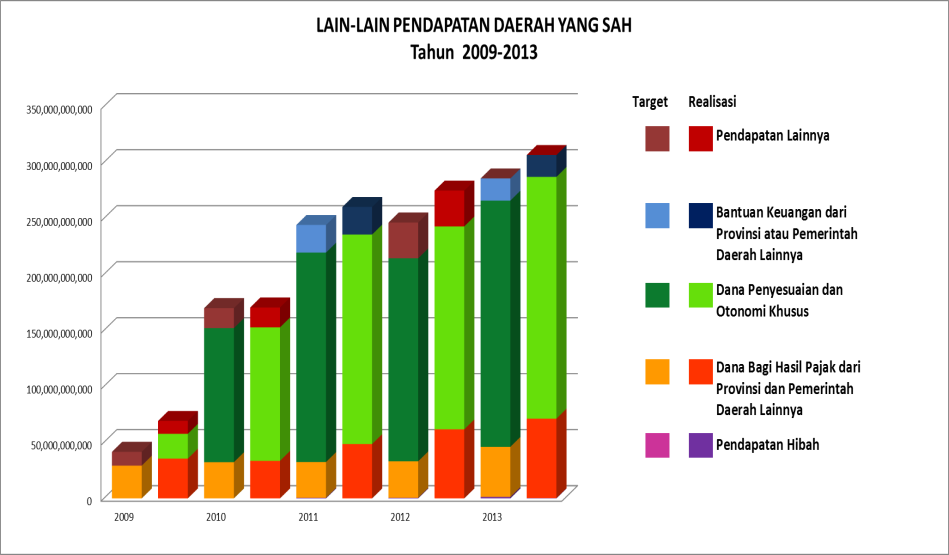 LAIN-LAIN PENDAPATAN DAERAH YANG SAH
Tahun 2009-2013
350,000,000,000
300,000,000,000
250,000,000,000
200,000,000,000
150,000,000,000
100,000,000,000
50,000,000,000
0
2009
2010
2011
2012
2013
Target Realisasi
Pendapatan Lainnya
Bantuan Keuangan dari
Provinsi atau Pemerintah
Daerah Lainnya
Dana Penyesuaian dan
Otonomi Khusus
Dana Bagi Hasil Pajak dari
Provinsi dan Pemerintah
Daerah Lainnya
Pendapatan Hibah